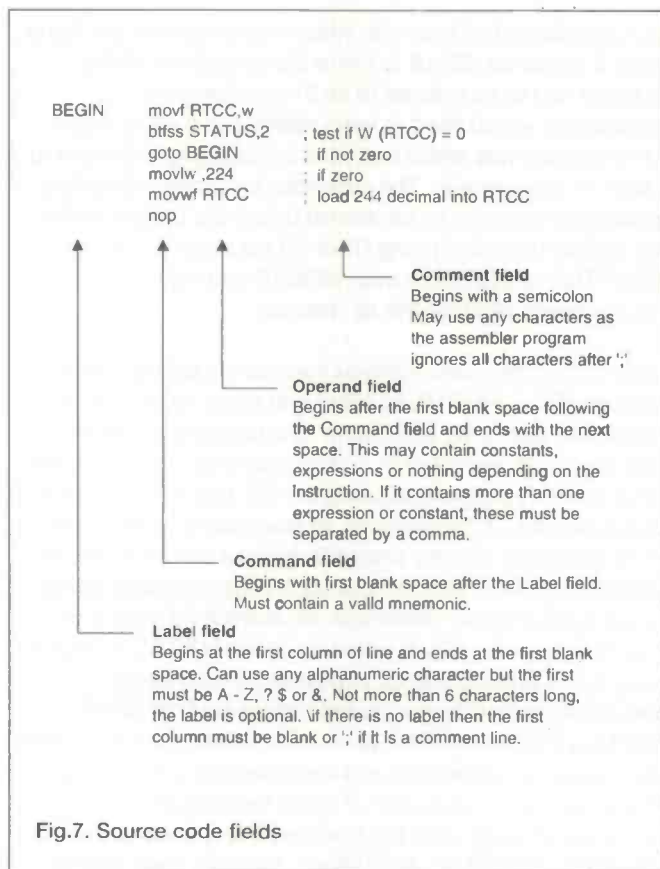 BEGIN movf RTCC,w
btfss STATUS,2 ; test if W (RTCC) = 0
goto BEGIN ; if not zero
movlw ,224 ; if zero
movwf RTCC ; load 244 decimal into RTCC
nop
Comment field
Begins with a semicolon
May use any characters as
the assembler program
ignores all characters after ';'
Operand field
Begins after the first blank space following
the Command field and ends with the next
space. This may contain constants,
expressions or nothing depending on the
Instruction. If it contains more than one
expression or constant, these must be
separated by a comma.
Command field
Begins with first blank space after the Label field.
Must contain a valid mnemonic.
Label field
Begins at the first column of line and ends at the first blank
space. Can use any alphanumeric character but the first
must be A - Z, ? $ or &. Not more than 6 characters long,
the label is optional. \if there is no label then the first
column must be blank or ';' if it is a comment line.
Fig.7. Source code fields